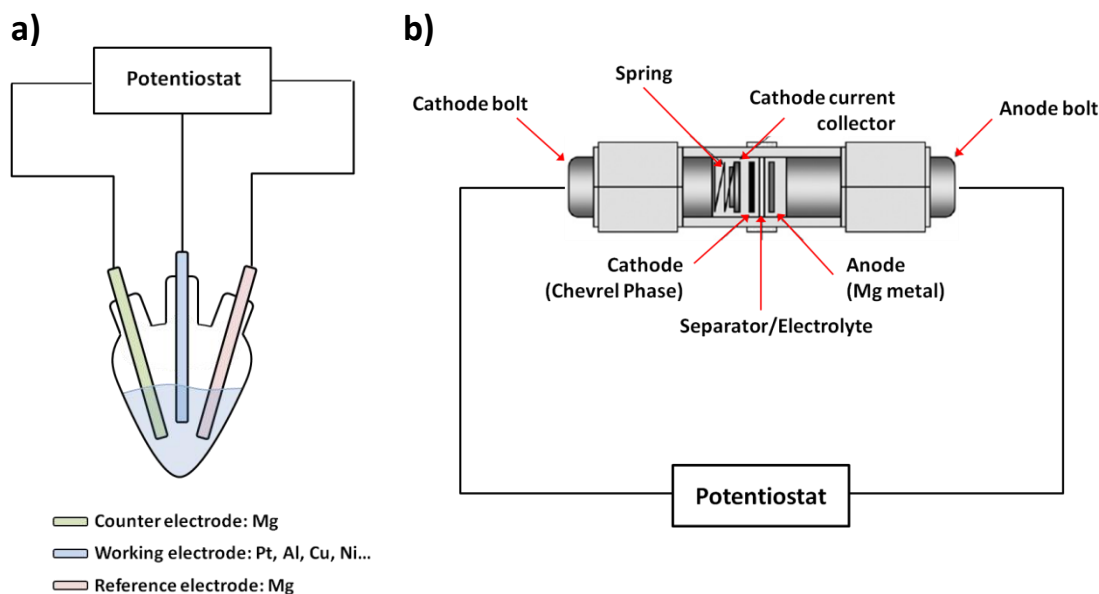 a)
Potentiostat
Counter electrode: Mg
Working electrode: Pt, Al, Cu, Ni...
Reference electrode: Mg
b)
Spring
Cathode bolt
Cathode current
collector
Anode bolt
Cathode
(Chevrel Phase)
Anode
(Mg metal)
Separator/Electrolyte
Potentiostat